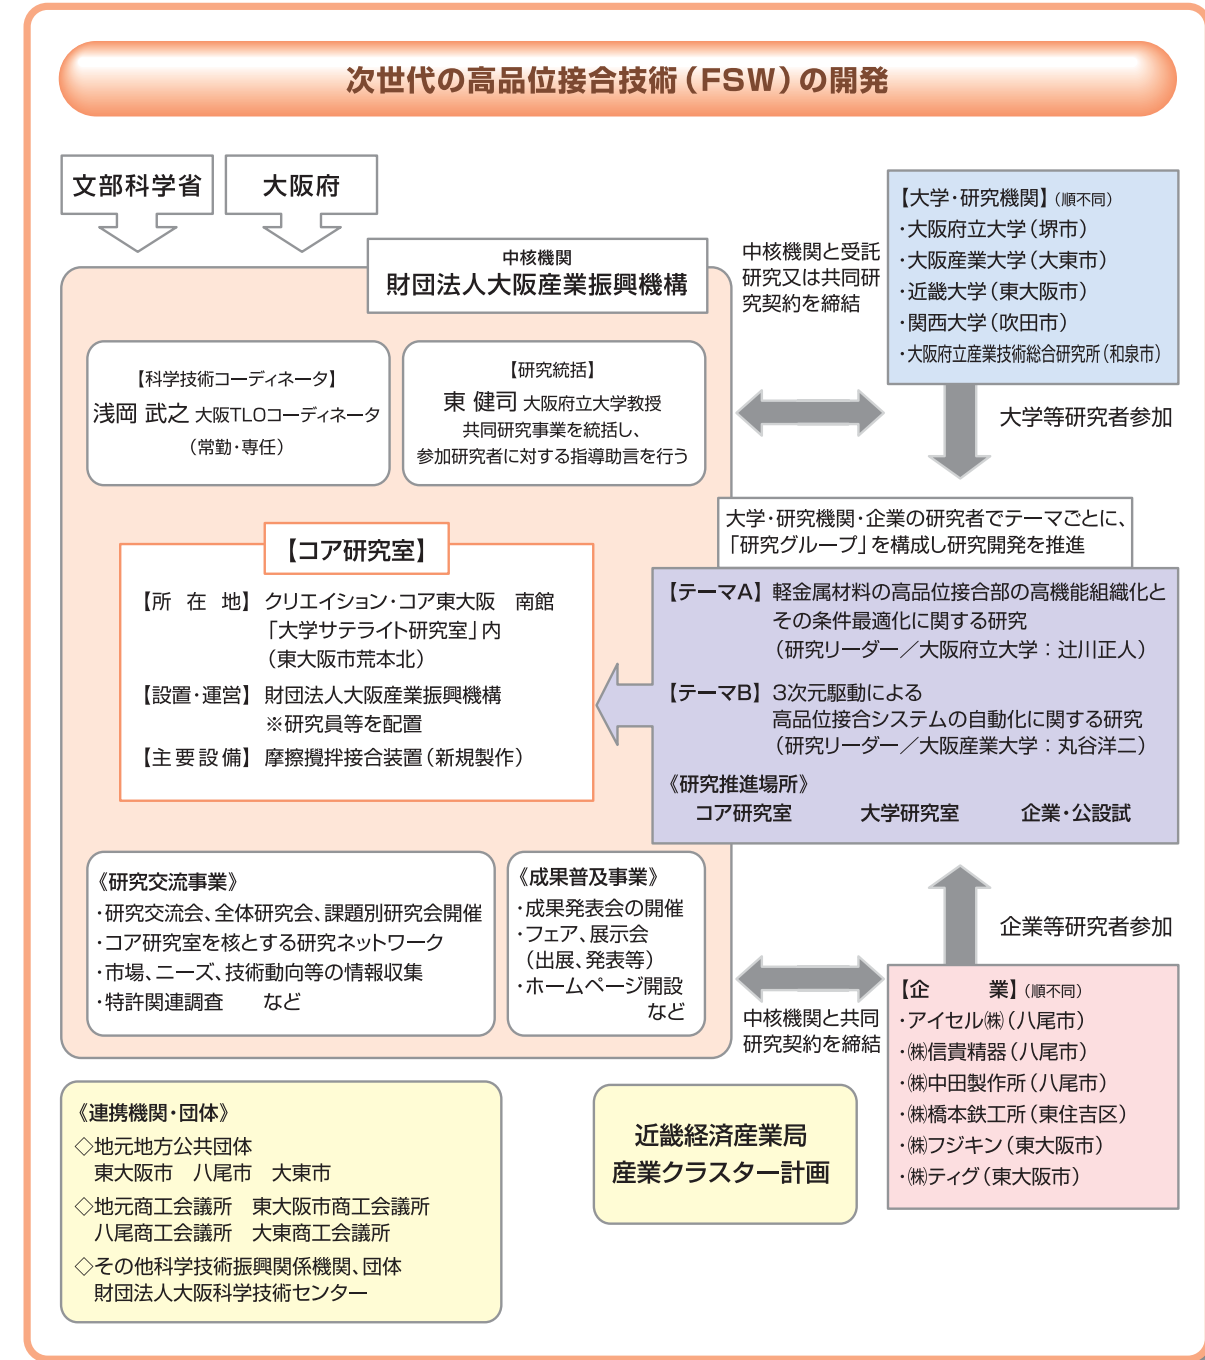 次世代の高品位接合技術(FSW)の開発
文部科学省
大阪府
中核機関
財団法人大阪産業振興機構
【科学技術コーディネータ】
浅岡 武之 大阪TLOコーディネータ
(常勤・専任)
【研究統括】
東 健司 大阪府立大学教授
共同研究事業を統括し、
参加研究者に対する指導助言を行う
中核機関と受託
研究又は共同研
究契約を締結
【大学・研究機関】(順不同)
・大阪府立大学(堺市)
・大阪産業大学(大東市)
・近畿大学(東大阪市)
・関西大学(吹田市)
・大阪府立産業技術総合研究所(和泉市)
大学等研究者参加
大学・研究機関・企業の研究者でテーマごとに、
「研究グループ」を構成し研究開発を推進
【テーマA】軽金属材料の高品位接合部の高機能組織化と
その条件最適化に関する研究
(研究リーダー/大阪府立大学:辻川正人)
【テーマB】3次元駆動による
高品位接合システムの自動化に関する研究
(研究リーダー/大阪産業大学:丸谷洋二)
《研究推進場所》
コア研究室 大学研究室 企業・公設試
【コア研究室】
【所 在 地】クリエイション・コア東大阪 南館
「大学サテライト研究室」内
(東大阪市荒本北)
【設置・運営】財団法人大阪産業振興機構
※研究員等を配置
【主要設備】摩擦攪拌接合装置(新規製作)
《研究交流事業》
・研究交流会、全体研究会、課題別研究会開催
・コア研究室を核とする研究ネットワーク
・市場、ニーズ、技術動向等の情報収集
・特許関連調査 など
《成果普及事業》
・成果発表会の開催
・フェア、展示会
(出展、発表等)
・ホームページ開設
など
企業等研究者参加
中核機関と共同
研究契約を締結
【企 業】(順不同)
・アイセル㈱(八尾市)
・㈱信貴精器(八尾市)
・㈱中田製作所(八尾市)
・㈱橋本鉄工所(東住吉区)
・㈱フジキン(東大阪市)
・㈱ティグ(東大阪市)
《連携機関・団体》
◇地元地方公共団体
東大阪市 八尾市 大東市
◇地元商工会議所 東大阪市商工会議所
八尾商工会議所 大東商工会議所
◇その他科学技術振興関係機関、団体
財団法人大阪科学技術センター
近畿経済産業局
産業クラスター計画